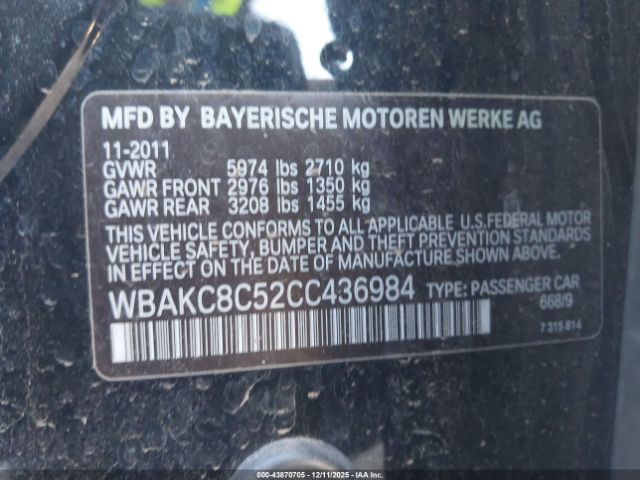 MFD BY BAYERISCHE MOTOREN WERKE AG
11-2011
GVWR 5974 lbs 2710 kg
GAWR FRONT 2976 lbs 1350 kg
GAWR REAR 3208 lbs 1455 kg
THIS VEHICLE CONFORMS TO ALL APPLICABLE U.S.FEDERAL MOTOR
VEHICLE SAFETY, BUMPER AND THEFT PREVENTION STANDARDS
IN EFFECT ON THE DATE OF MANUFACTURE SHOWN ABOVE.
WBAKC8C52CC436984 TYPE: PASSENGER CAR
668/9
7 315 814
00-43870705 - 12/11/2025 - IAA Inc.